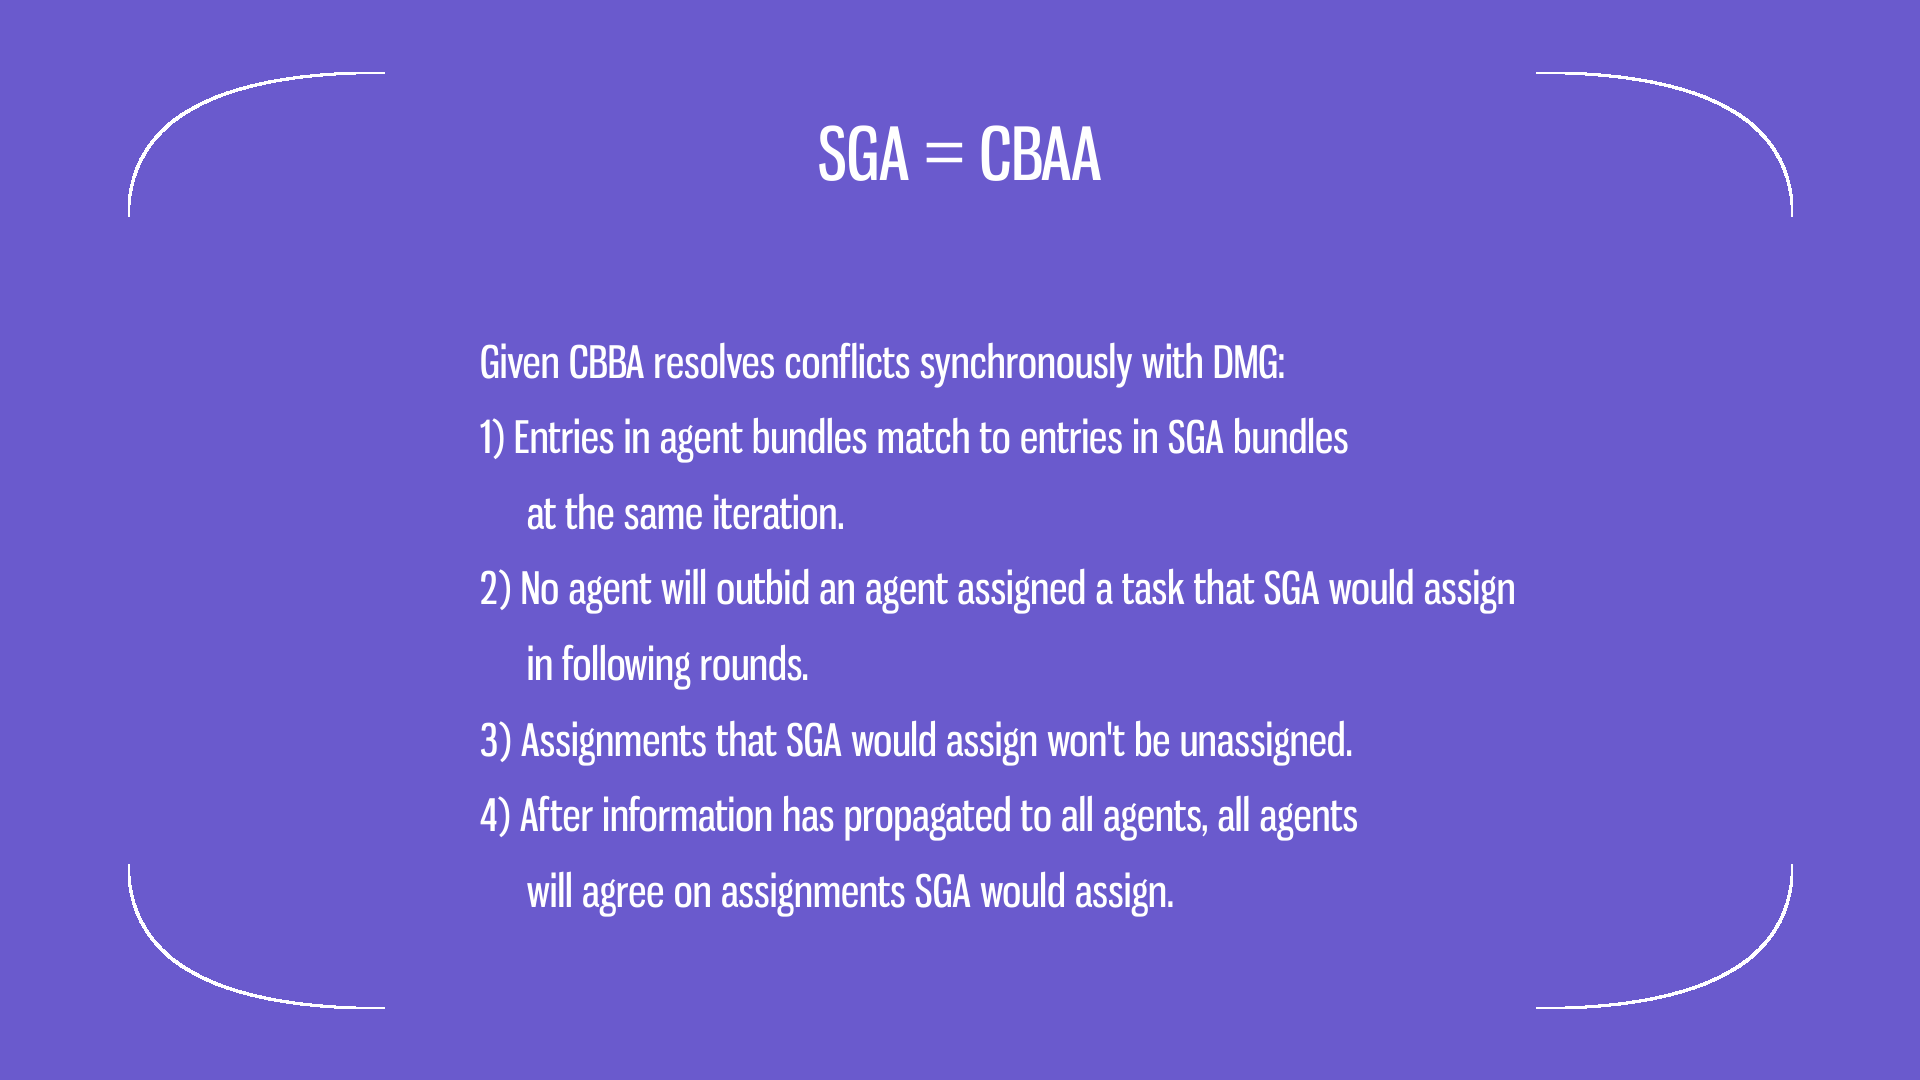 SGA = CBAA
Given CBBA resolves conflicts synchronously with DMG:
1) Entries in agent bundles match to entries in SGA bundles
at the same iteration.
2) No agent will outbid an agent assigned a task that SGA would assign
in following rounds.
3) Assignments that SGA would assign won't be unassigned.
4) After information has propagated to all agents, all agents
will agree on assignments SGA would assign.